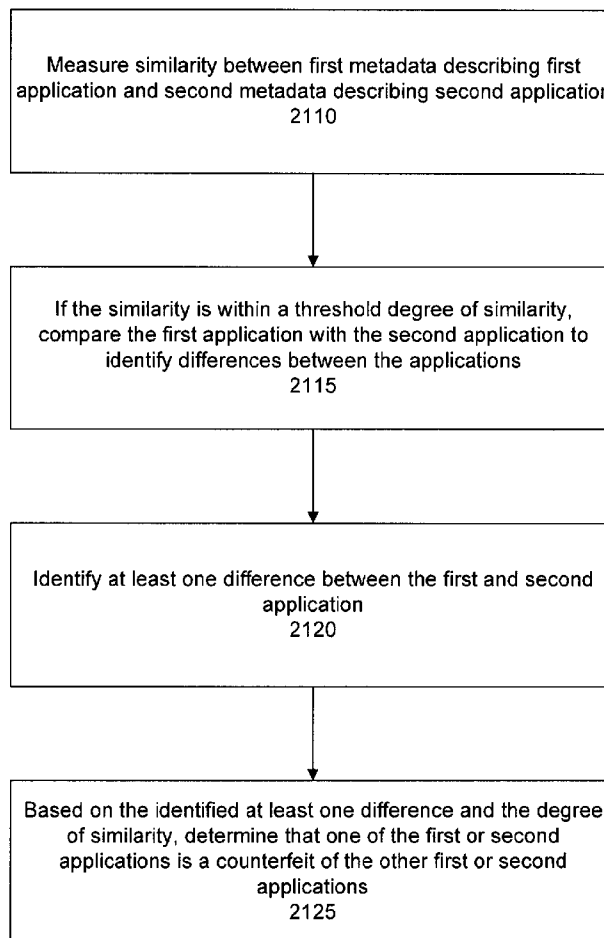 Measure similarity between first metadata describing first
application and second metadata describing second application
2110
If the similarity is within a threshold degree of similarity,
compare the first application with the second application to
identify differences between the applications
2115
Identify at least one difference between the first and second
application
2120
Based on the identified at least one difference and the degree
of similarity, determine that one of the first or second
applications is a counterfeit of the other first or second
applications
2125